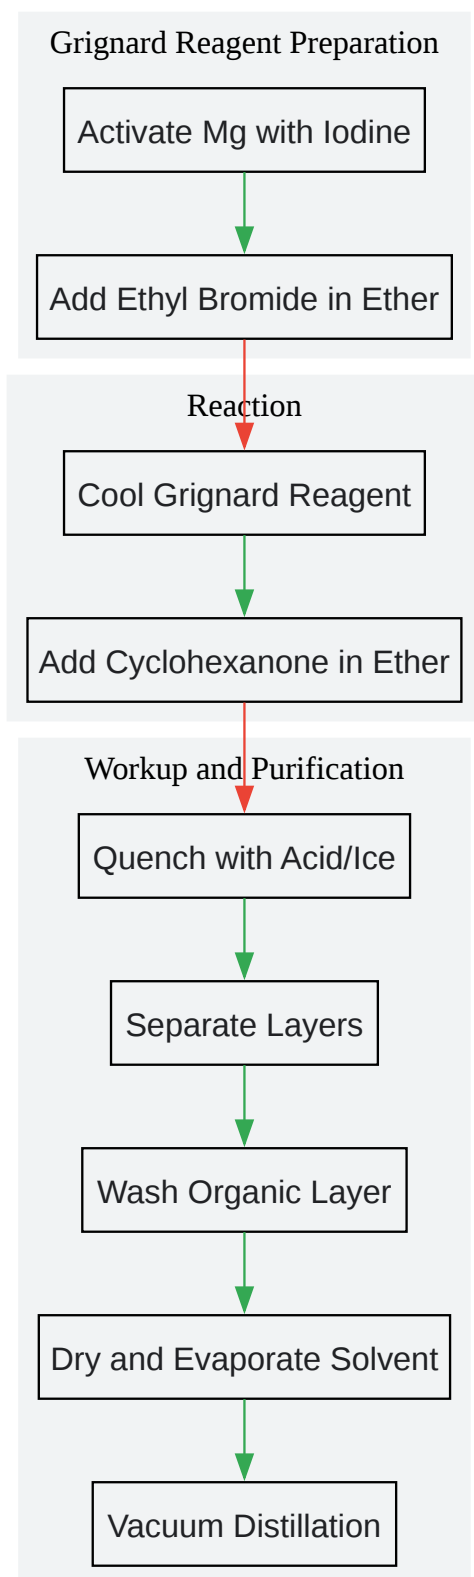 Grignard Reagent Preparation
Activate Mg with Iodine
Add Ethyl Bromide in Ether
Reaction
Cool Grignard Reagent
Add Cyclohexanone in Ether
Workup and Purification
Quench with Acid/Ice
Separate Layers
Wash Organic Layer
Dry and Evaporate Solvent
Vacuum Distillation